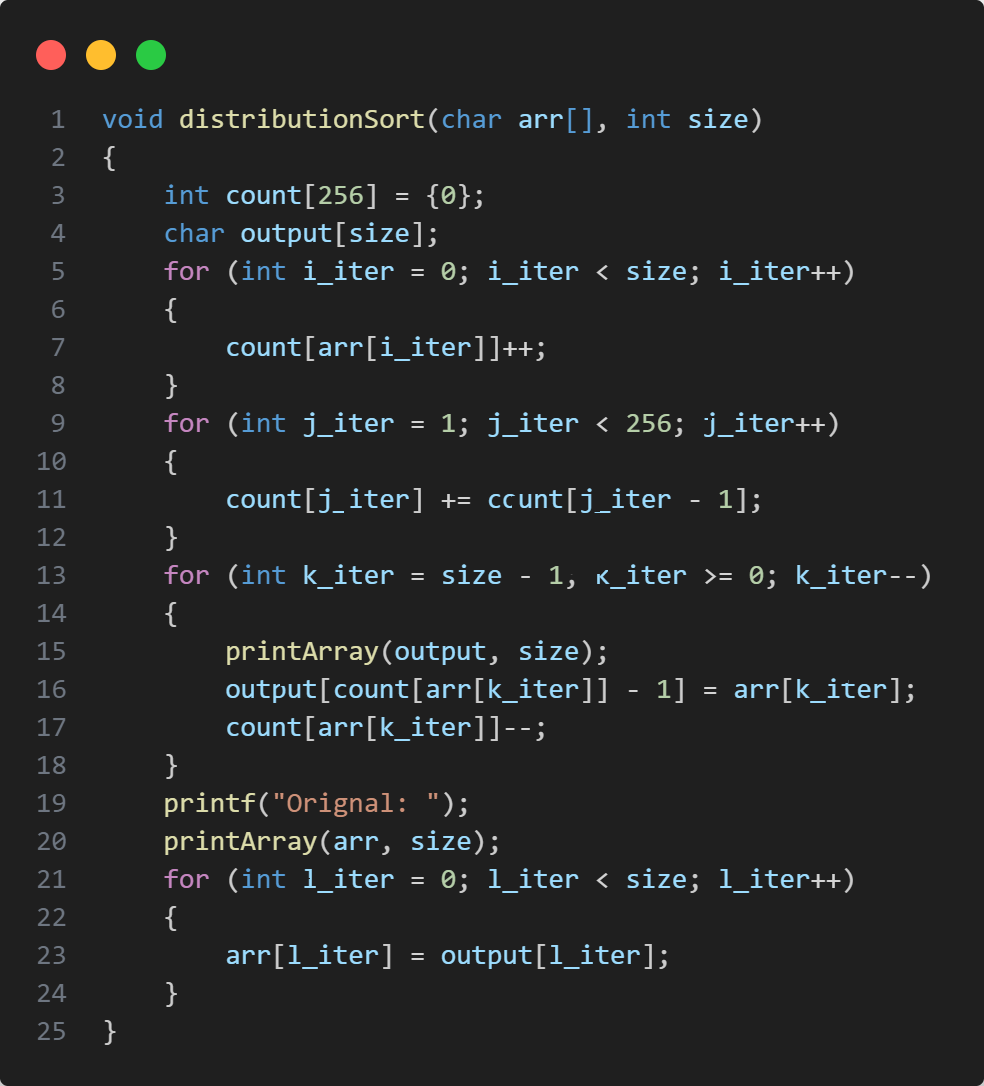 1 void distributionSort(char arr[], int size)
2 {
3     int count[256] = {0};
4     char output[size];
5     for (int i_iter = 0; i_iter < size; i_iter++)
6     {
7         count[arr[i_iter]]++;
8     }
9     for (int j_iter = 1; j_iter < 256; j_iter++)
10     {
11         count[j_iter] += count[j_iter - 1];
12     }
13     for (int k_iter = size - 1, k_iter >= 0; k_iter--)
14     {
15         printArray(output, size);
16         output[count[arr[k_iter]] - 1] = arr[k_iter];
17         count[arr[k_iter]]--;
18     }
19     printf("Orignal: ");
20     printArray(arr, size);
21     for (int l_iter = 0; l_iter < size; l_iter++)
22     {
23         arr[l_iter] = output[l_iter];
24     }
25 }